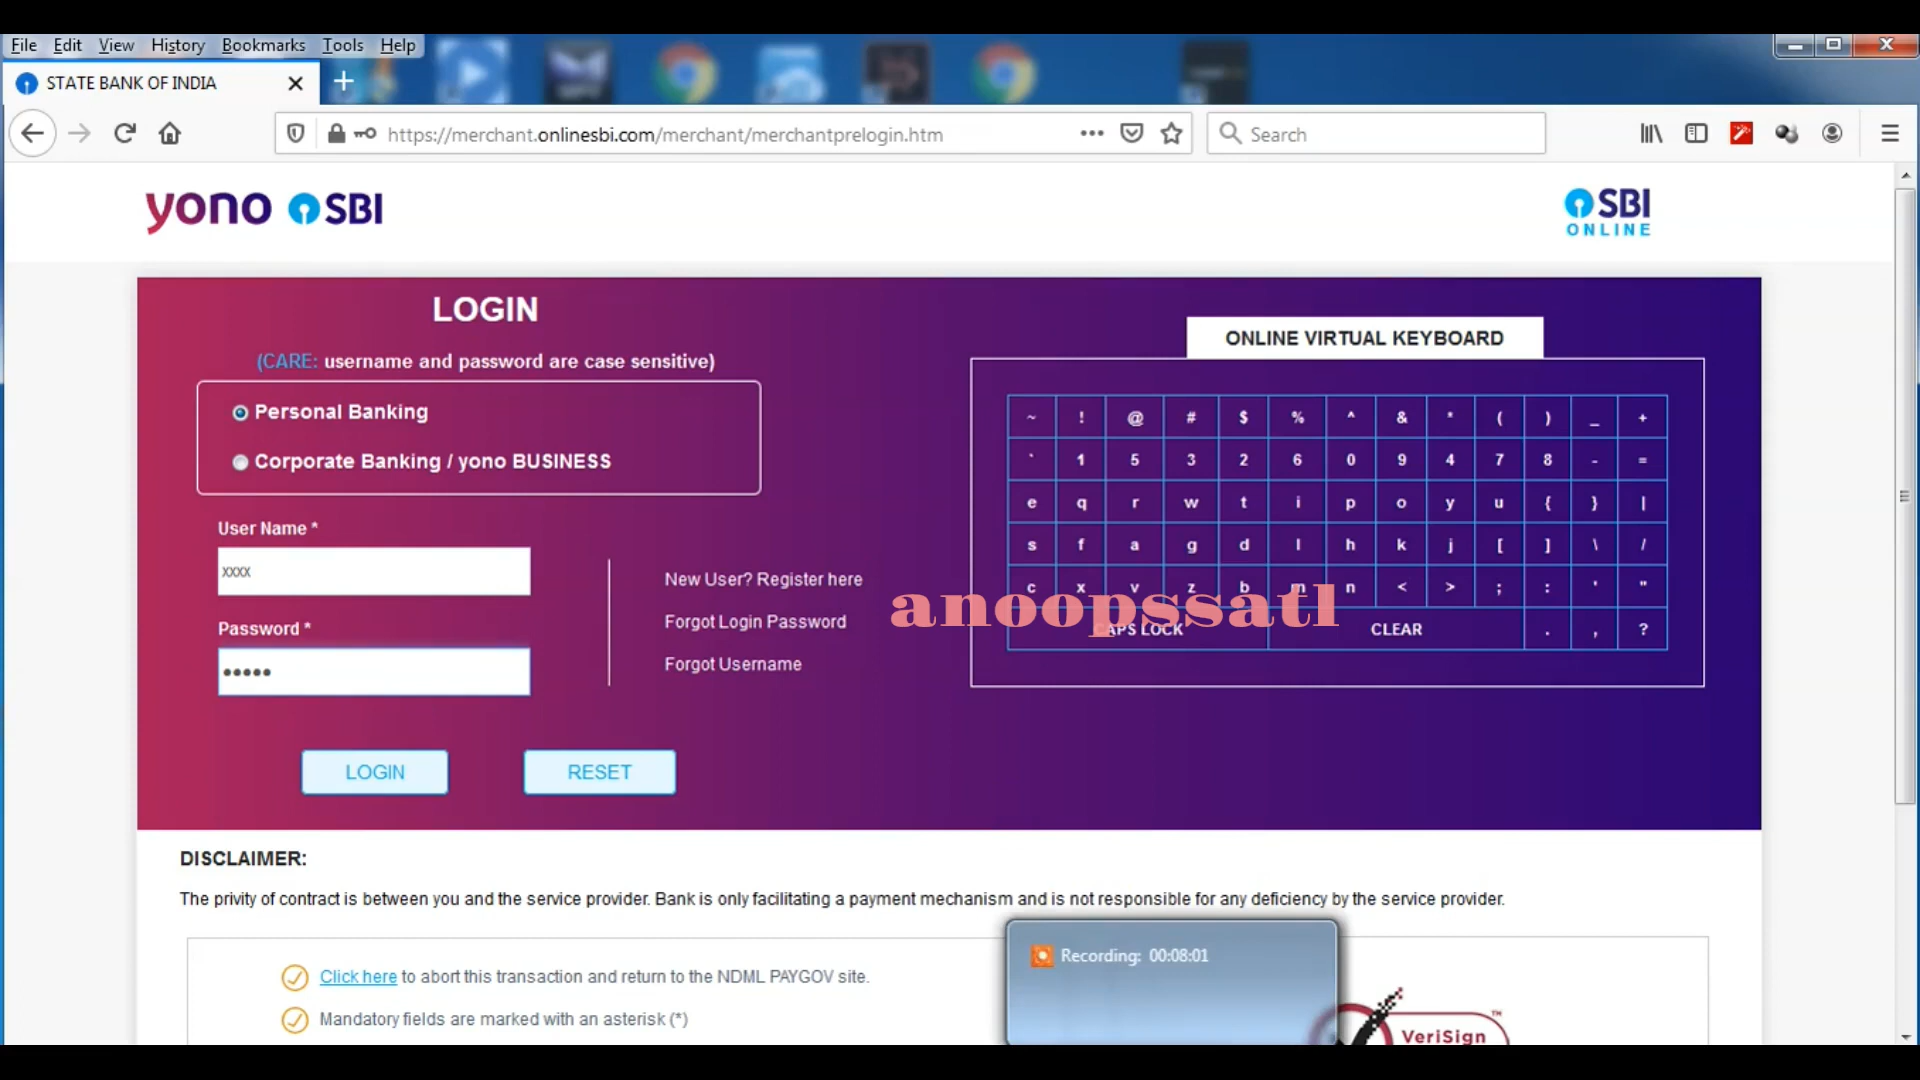 File Edit View History Bookmarks Tools Help
STATE BANK OF INDIA
https://merchant.onlinesbi.com/merchant/merchantprelogin.htm
Search
yono SBI
SBI
ONLINE
LOGIN
(CARE: username and password are case sensitive)
Personal Banking
Corporate Banking / yono BUSINESS
User Name *
xxxx
Password *
•••••
New User? Register here
Forgot Login Password
Forgot Username
LOGIN RESET
ONLINE VIRTUAL KEYBOARD
~ ! @ # $ % ^ & * ( ) _ +
` 1 5 3 2 6 0 9 4 7 8 - =
e q r w t i p o y u { } |
s f a g d l h k j [ ] \ /
c x v z b m n < > ; : ' "
CAPS LOCK CLEAR . , ?
anoopssatl
DISCLAIMER:
The privity of contract is between you and the service provider. Bank is only facilitating a payment mechanism and is not responsible for any deficiency by the service provider.
Click here to abort this transaction and return to the NDML PAYGOV site.
Mandatory fields are marked with an asterisk (*)
Recording: 00:08:01
VeriSign
TM